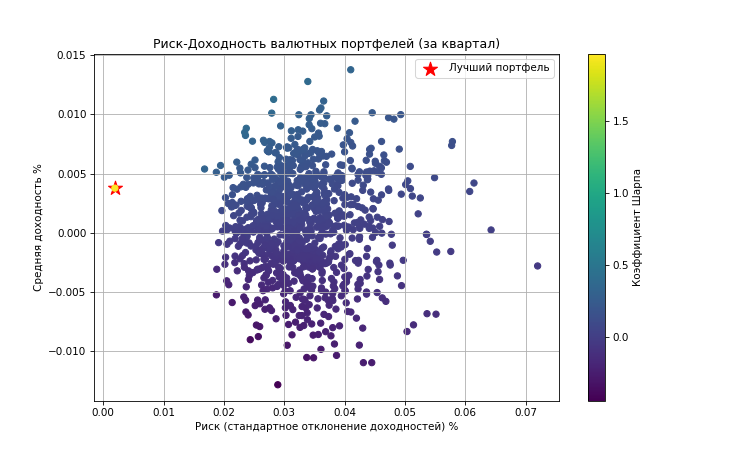 Риск-Доходность валютных портфелей (за квартал)
Лучший портфель
0.015
0.010
0.005
0.000
−0.005
−0.010
Средняя доходность %
0.00 0.01 0.02 0.03 0.04 0.05 0.06 0.07
Риск (стандартное отклонение доходностей) %
1.5
1.0
0.5
0.0
Коэффициент Шарпа